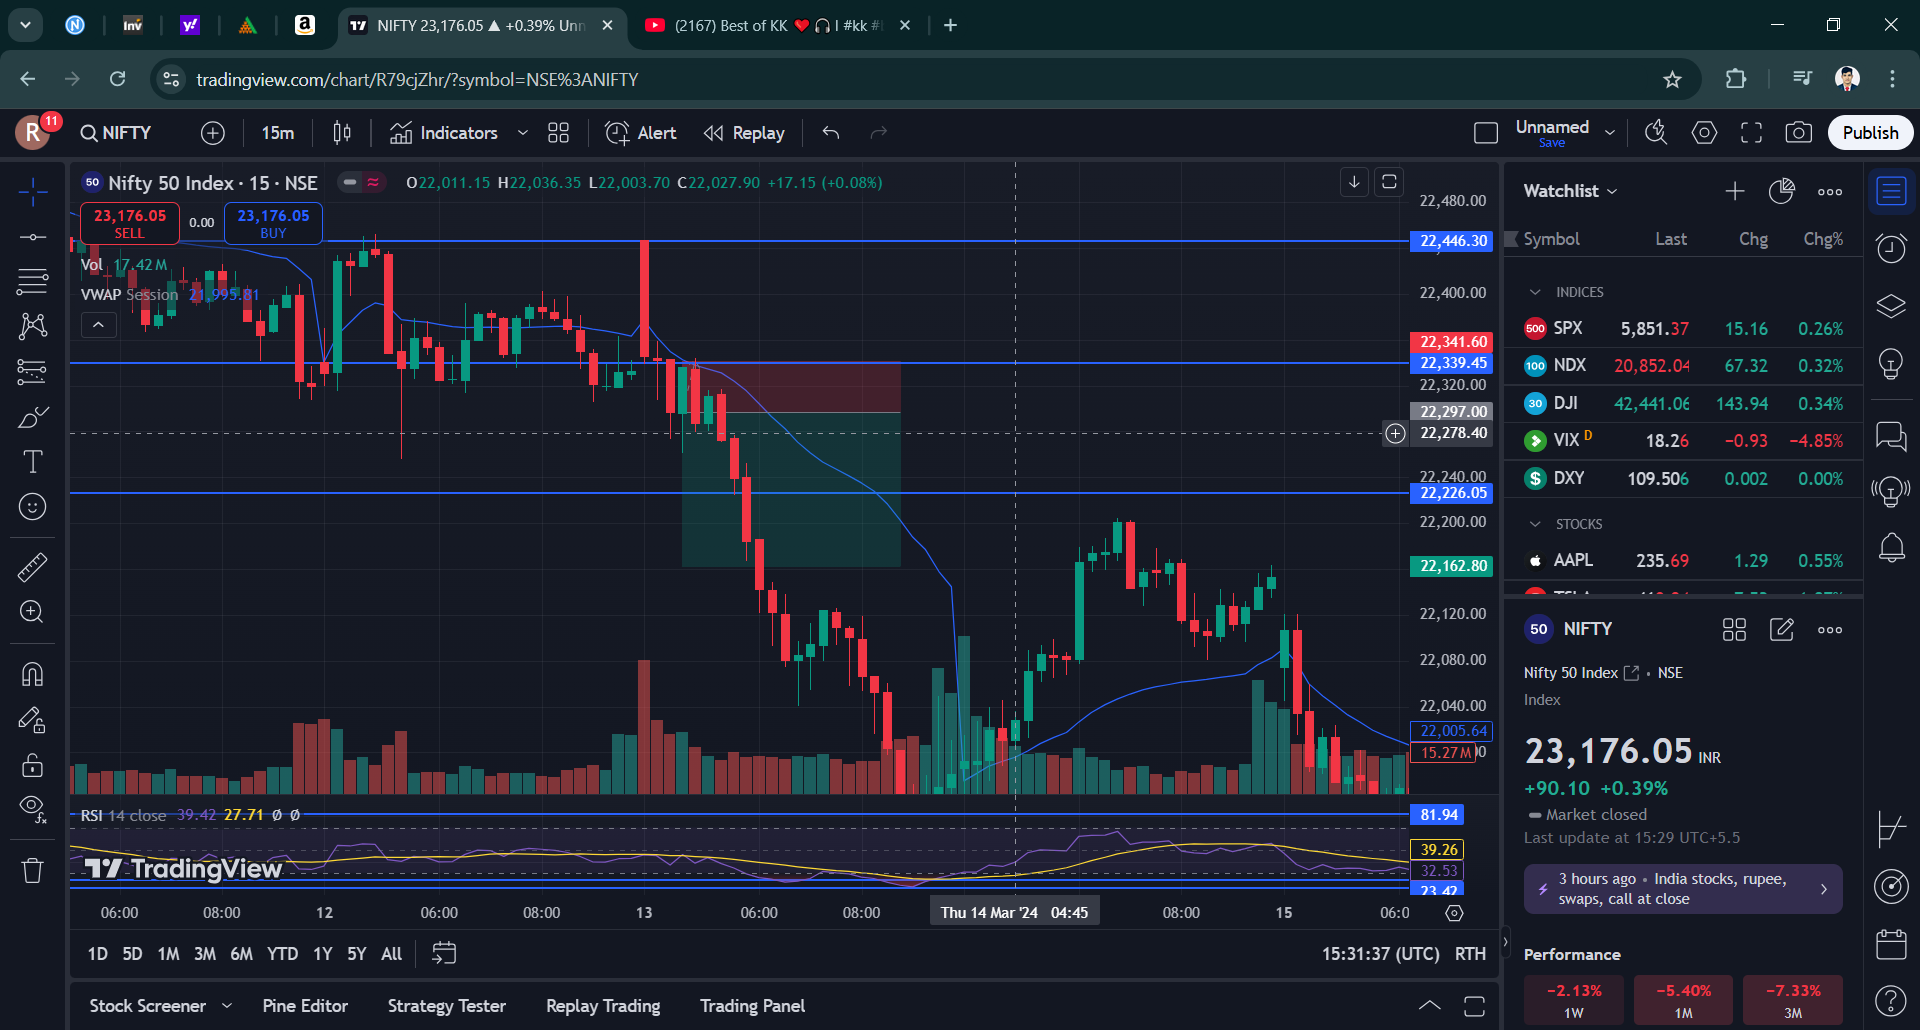 NIFTY 23,176.05 ▲ +0.39% Unn
(2167) Best of KK ❤️ 🎧 I #kk #l
tradingview.com/chart/R79cjZhr/?symbol=NSE%3ANIFTY
R 11 NIFTY 15m Indicators Alert Replay Unnamed Publish
Save
50 Nifty 50 Index · 15 · NSE O22,011.15 H22,036.35 L22,003.70 C22,027.90 +17.15 (+0.08%)
23,176.05 0.00 23,176.05
SELL BUY
Vol 17.42 M
VWAP Session 21,995.81
22,480.00
22,446.30
22,400.00
22,341.60
22,339.45
22,320.00
22,297.00
22,278.40
22,240.00
22,226.05
22,200.00
22,162.80
22,120.00
22,080.00
22,040.00
22,005.64
15.27 M
RSI 14 close 39.42 27.71 Ø Ø
81.94
39.26
32.53
23.42
TradingView
06:00 08:00 12 06:00 08:00 13 06:00 08:00 Thu 14 Mar '24 04:45 08:00 15 06:0
1D 5D 1M 3M 6M YTD 1Y 5Y All 15:31:37 (UTC) RTH
Stock Screener Pine Editor Strategy Tester Replay Trading Trading Panel
Watchlist
Symbol Last Chg Chg%
INDICES
500 SPX 5,851.37 15.16 0.26%
100 NDX 20,852.04 67.32 0.32%
30 DJI 42,441.06 143.94 0.34%
VIX D 18.26 −0.93 −4.85%
$ DXY 109.506 0.002 0.00%
STOCKS
AAPL 235.69 1.29 0.55%
50 NIFTY
Nifty 50 Index · NSE
Index
23,176.05 INR
+90.10 +0.39%
Market closed
Last update at 15:29 UTC+5.5
3 hours ago • India stocks, rupee,
swaps, call at close
Performance
−2.13% −5.40% −7.33%
1W 1M 3M